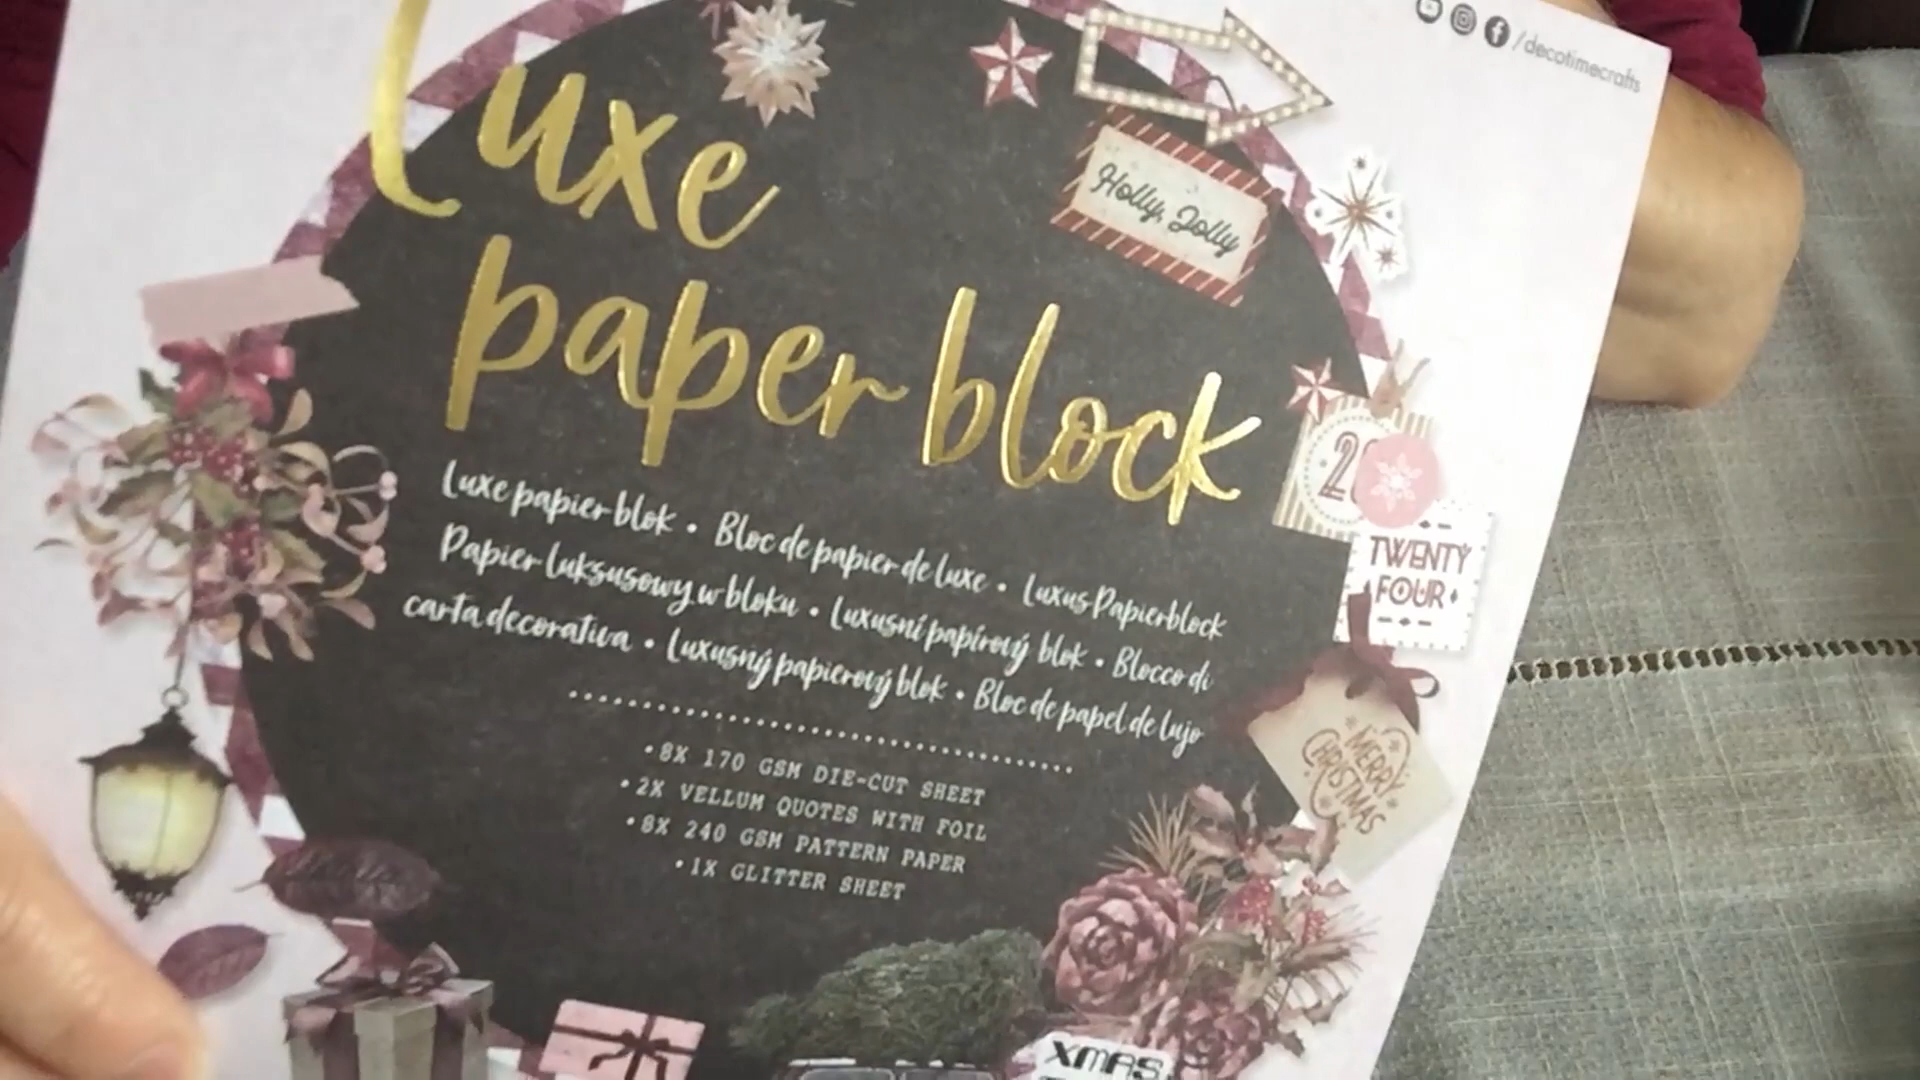 /decotimecrafts
Luxe
paper block
Holly, Jolly
TWENTY
FOUR
Luxe papier blok • Bloc de papier de luxe • Luxus Papierblock
Papier luksusowy w bloku • Luxusní papírový blok • Blocco di
carta decorativa • Luxusný papierový blok • Bloc de papel de lujo
MERRY
CHRISTMAS
• 8X 170 GSM DIE-CUT SHEET
• 2X VELLUM QUOTES WITH FOIL
• 8X 240 GSM PATTERN PAPER
• 1X GLITTER SHEET
XMAS